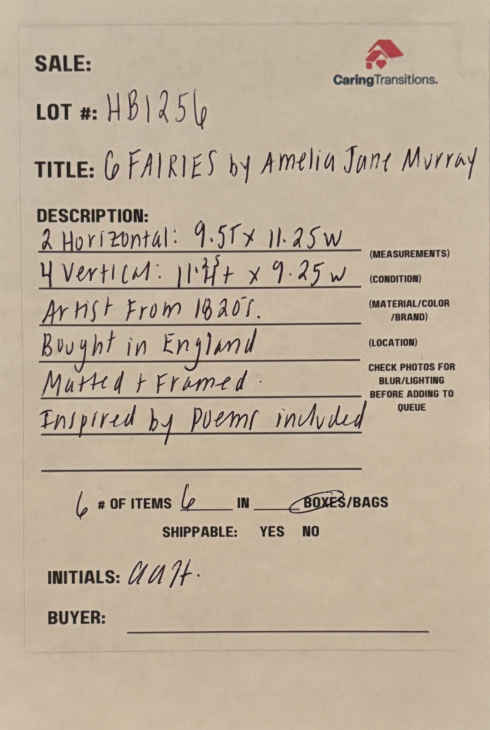 SALE:
CaringTransitions.
LOT #: HB1256
TITLE: 6 FAIRIES by Amelia Jane Murray
DESCRIPTION:
2 Horizontal: 9.5T x 11.25W
(MEASUREMENTS)
4 Vertical: 11.25t x 9.25W
(CONDITION)
Artist From 1820's.
(MATERIAL/COLOR
/BRAND)
Bought in England
(LOCATION)
Matted + Framed.
CHECK PHOTOS FOR
BLUR/LIGHTING
BEFORE ADDING TO
QUEUE
Inspired by Poems included
6 # OF ITEMS 6 IN BOXES/BAGS
SHIPPABLE: YES NO
INITIALS:
BUYER: